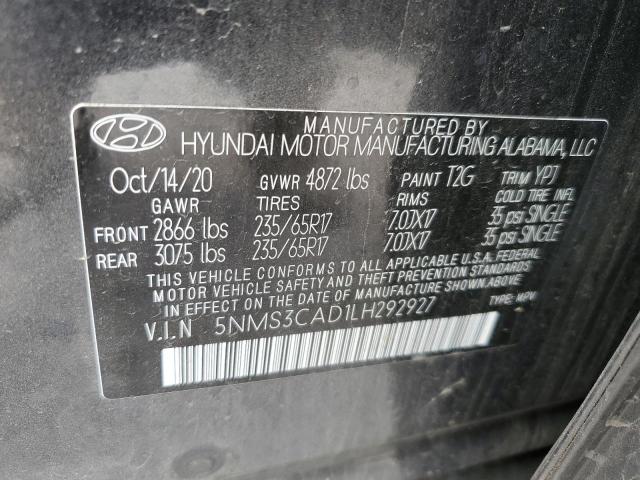 MANUFACTURED BY
HYUNDAI MOTOR MANUFACTURING ALABAMA, LLC
Oct/14/20 GVWR 4872 lbs PAINT T2G TRIM YPJ
GAWR TIRES RIMS COLD TIRE INFL
FRONT 2866 lbs 235/65R17 7.0JX17 35 psi SINGLE
REAR 3075 lbs 235/65R17 7.0JX17 35 psi SINGLE
THIS VEHICLE CONFORMS TO ALL APPLICABLE U.S.A. FEDERAL
MOTOR VEHICLE SAFETY AND THEFT PREVENTION STANDARDS
IN EFFECT ON THE DATE OF MANUFACTURE SHOWN ABOVE.
V.I.N 5NMS3CAD1LH292927 TYPE: MPV